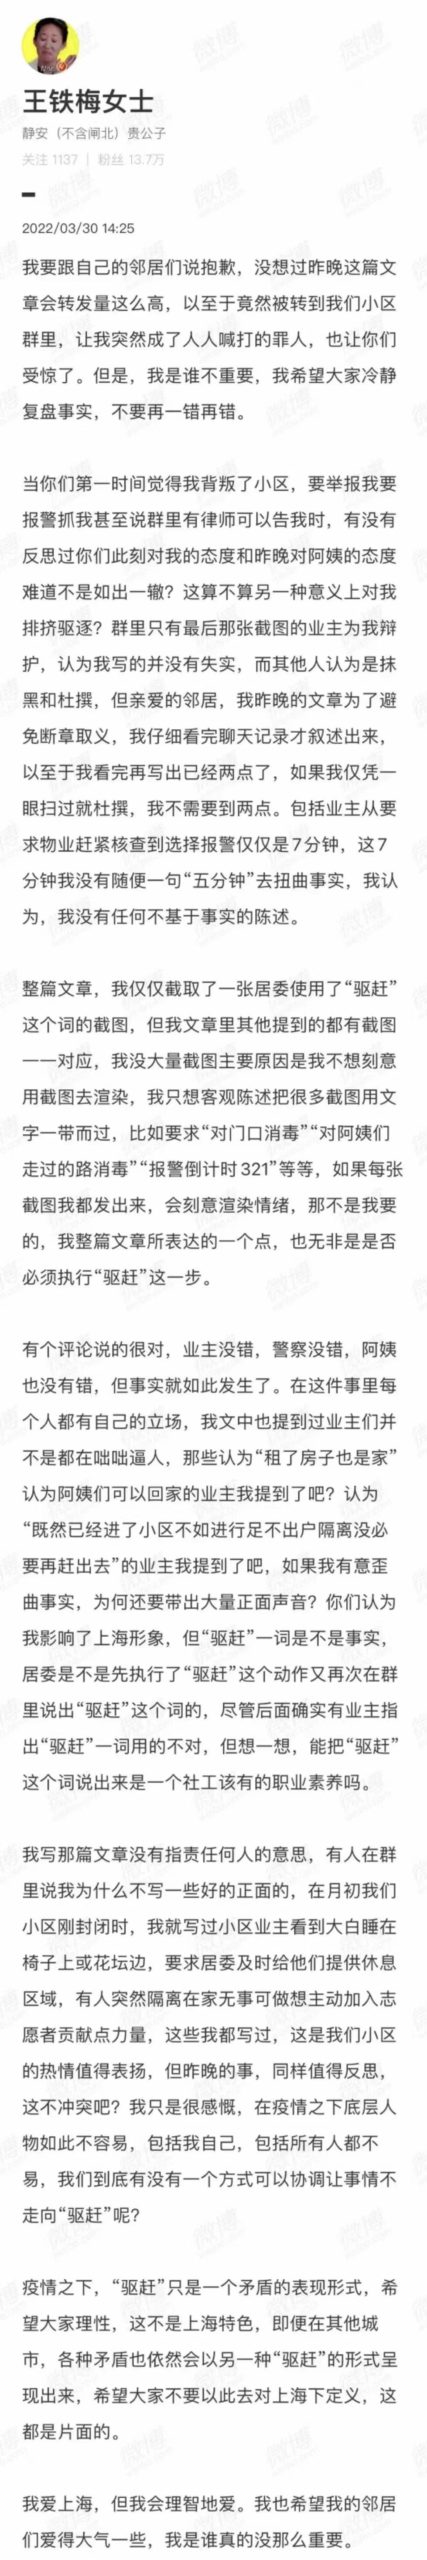 王铁梅女士
静安（不含闸北）贵公子
关注 1137 | 粉丝 13.7万
2022/03/30 14:25
我要跟自己的邻居们说抱歉，没想过昨晚这篇文
章会转发量这么高，以至于竟然被转到我们小区
群里，让我突然成了人人喊打的罪人，也让你们
受惊了。但是，我是谁不重要，我希望大家冷静
复盘事实，不要再一错再错。
当你们第一时间觉得我背叛了小区，要举报我要
报警抓我甚至说群里有律师可以告我时，有没有
反思过你们此刻对我的态度和昨晚对阿姨的态度
难道不是如出一辙？这算不算另一种意义上对我
排挤驱逐？群里只有最后那张截图的业主为我辩
护，认为我写的并没有失实，而其他人认为是抹
黑和杜撰，但亲爱的邻居，我昨晚的文章为了避
免断章取义，我仔细看完聊天记录才叙述出来，
以至于我看完再写出已经两点了，如果我仅凭一
眼扫过就杜撰，我不需要到两点。包括业主从要
求物业赶紧核查到选择报警仅仅是7分钟，这7
分钟我没有随便一句“五分钟”去扭曲事实，我认
为，我没有任何不基于事实的陈述。
整篇文章，我仅仅截取了一张居委使用了“驱赶”
这个词的截图，但我文章里其他提到的都有截图
一一对应，我没大量截图主要原因是我不想刻意
用截图去渲染，我只想客观陈述把很多截图用文
字一带而过，比如要求“对门口消毒”“对阿姨们
走过的路消毒”“报警倒计时321”等等，如果每张
截图我都发出来，会刻意渲染情绪，那不是我要
的，我整篇文章所表达的一个点，也无非是是否
必须执行“驱赶”这一步。
有个评论说的很对，业主没错，警察没错，阿姨
也没有错，但事实就如此发生了。在这件事里每
个人都有自己的立场，我文中也提到过业主们并
不是都在咄咄逼人，那些认为“租了房子也是家”
认为阿姨们可以回家的业主我提到了吧？认为
“既然已经进了小区不如进行足不出户隔离没必
要再赶出去”的业主我提到了吧，如果我有意歪
曲事实，为何还要带出大量正面声音？你们认为
我影响了上海形象，但“驱赶”一词是不是事实，
居委是不是先执行了“驱赶”这个动作又再次在群
里说出“驱赶”这个词的，尽管后面确实有业主指
出“驱赶”一词用的不对，但想一想，能把“驱赶”
这个词说出来是一个社工该有的职业素养吗。
我写那篇文章没有指责任何人的意思，有人在群
里说我为什么不写一些好的正面的，在月初我们
小区刚封闭时，我就写过小区业主看到大白睡在
椅子上或花坛边，要求居委及时给他们提供休息
区域，有人突然隔离在家无事可做想主动加入志
愿者贡献点力量，这些我都写过，这是我们小区
的热情值得表扬，但昨晚的事，同样值得反思，
这不冲突吧？我只是很感慨，在疫情之下底层人
物如此不容易，包括我自己，包括所有人都不
易，我们到底有没有一个方式可以协调让事情不
走向“驱赶”呢？
疫情之下，“驱赶”只是一个矛盾的表现形式，希
望大家理性，这不是上海特色，即便在其他城
市，各种矛盾也依然会以另一种“驱赶”的形式呈
现出来，希望大家不要以此去对上海下定义，这
都是片面的。
我爱上海，但我会理智地爱。我也希望我的邻居
们爱得大气一些，我是谁真的没那么重要。